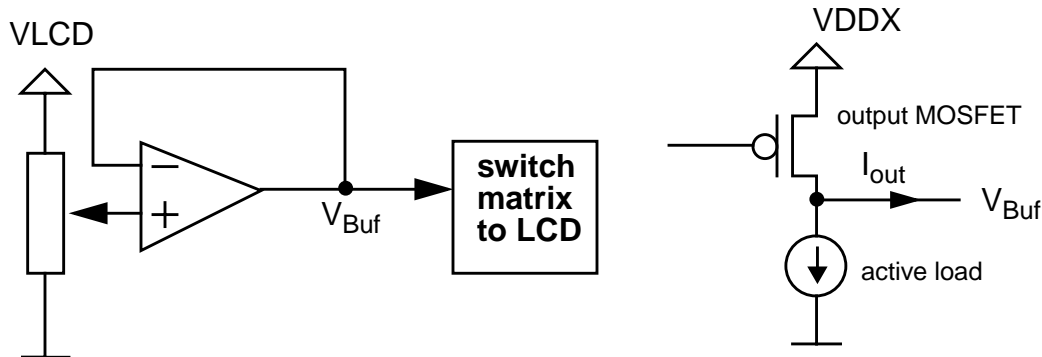 VLCD
−
+
V_Buf
switch
matrix
to LCD
VDDX
output MOSFET
I_out
V_Buf
active load